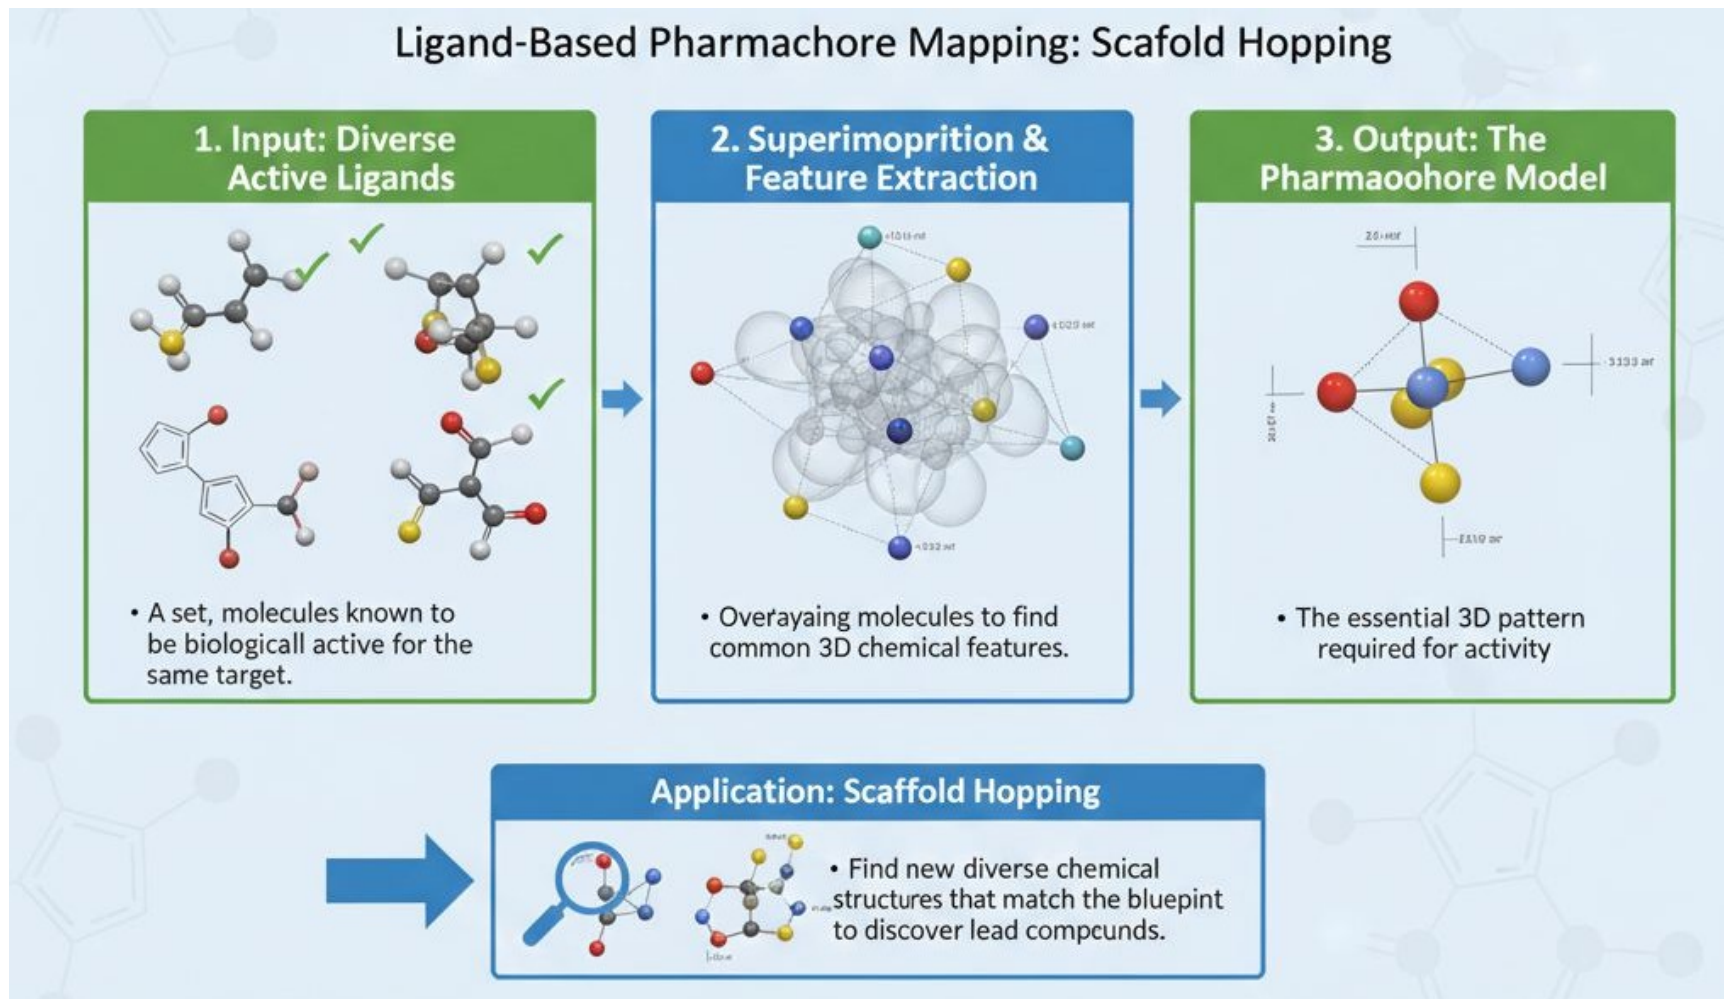 Ligand-Based Pharmachore Mapping: Scafold Hopping
1. Input: Diverse
Active Ligands
• A set, molecules known to
be biologicall active for the
same target.
2. Superimoprition &
Feature Extraction
• Overayaing molecules to find
common 3D chemical features.
3. Output: The
Pharmaoohore Model
• The essential 3D pattern
required for activity
Application: Scaffold Hopping
• Find new diverse chemical
structures that match the bluepint
to discover lead compcunds.